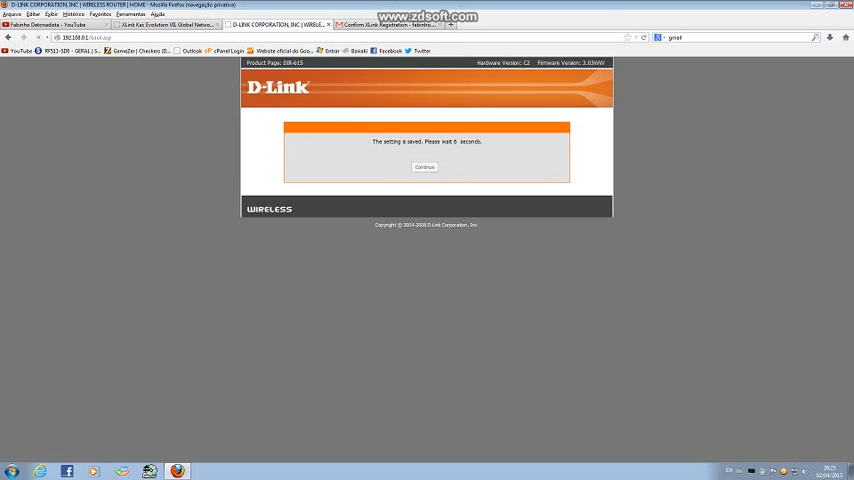 D-LINK CORPORATION, INC | WIRELESS ROUTER | HOME - Mozilla Firefox (navegação privativa)
www.zdsoft.com
Arquivo Editar Exibir Histórico Favoritos Ferramentas Ajuda
Fabinho Detonadota - YouTube
XLink Kai: Evolution VII. Global Netwo...
D-LINK CORPORATION, INC | WIRELE...
Confirm XLink Registration - fabinho...
192.168.0.1/back.asp
gmail
YouTube
GameZer | Checkers (D...
Outlook
cPanel Login
Website oficial do Goo...
Entrar
Baixaki
Facebook
Twitter
Product Page: DIR-615 Hardware Version: C2 Firmware Version: 3.03WW
D-Link
The setting is saved. Please wait 6 seconds.
Continue
WIRELESS
Copyright © 2004-2008 D-Link Corporation, Inc.
EN
20:25
02/04/2013